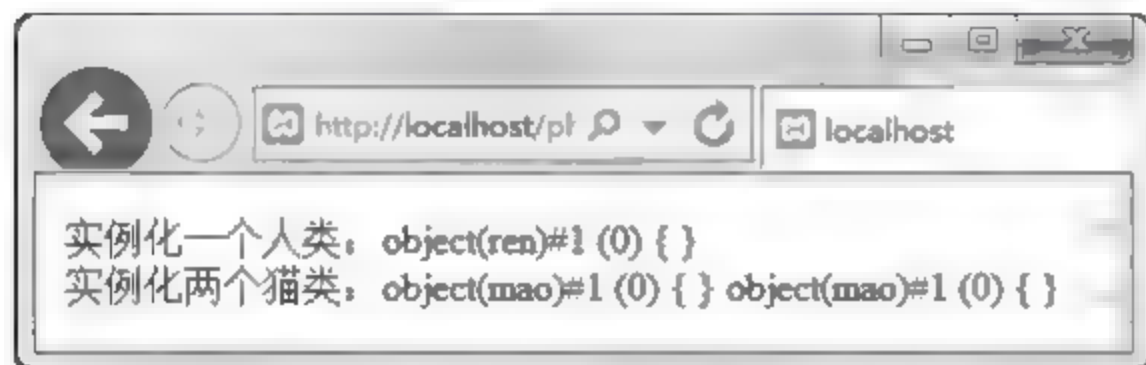 http://localhost/ph
localhost
实例化一个人类：object(ren)#1 (0) { }
实例化两个猫类：object(mao)#1 (0) { } object(mao)#1 (0) { }